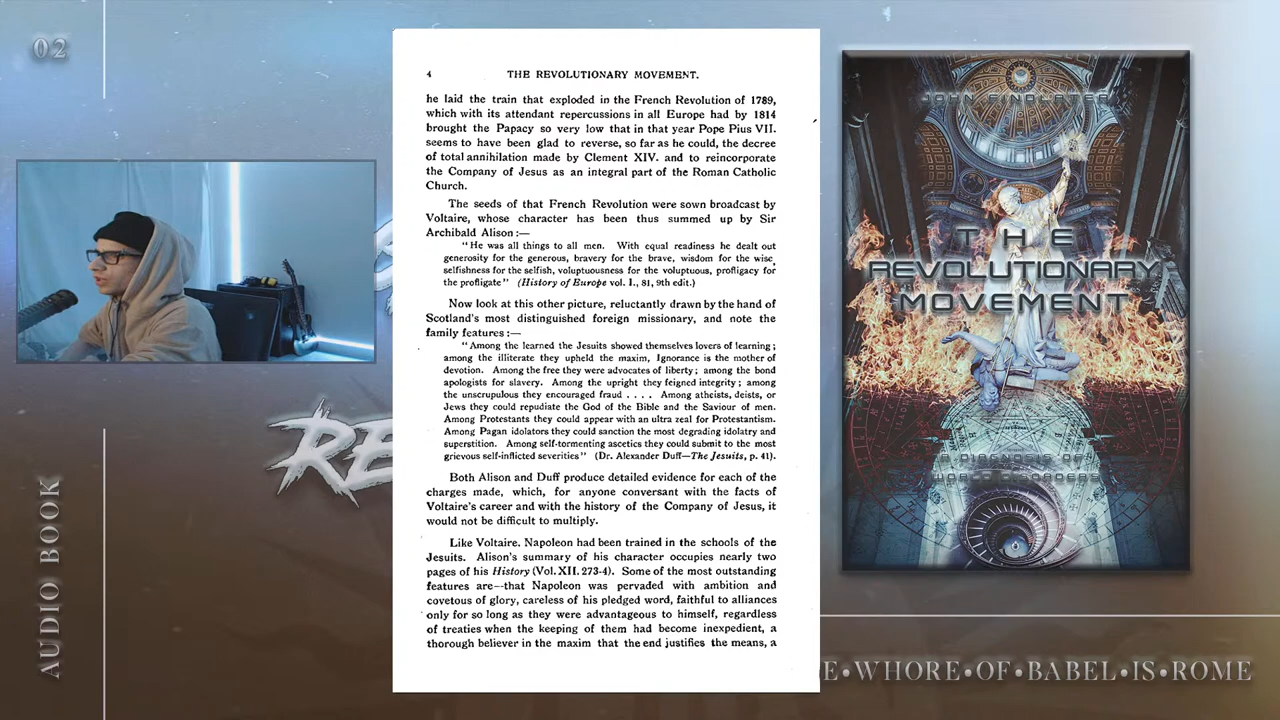 02
AUDIO BOOK
RE
4 THE REVOLUTIONARY MOVEMENT.
he laid the train that exploded in the French Revolution of 1789,
which with its attendant repercussions in all Europe had by 1814
brought the Papacy so very low that in that year Pope Pius VII.
seems to have been glad to reverse, so far as he could, the decree
of total annihilation made by Clement XIV. and to reincorporate
the Company of Jesus as an integral part of the Roman Catholic
Church.
The seeds of that French Revolution were sown broadcast by
Voltaire, whose character has been thus summed up by Sir
Archibald Alison :—
"He was all things to all men. With equal readiness he dealt out
generosity for the generous, bravery for the brave, wisdom for the wise,
selfishness for the selfish, voluptuousness for the voluptuous, profligacy for
the profligate" (History of Europe vol. I., 81, 9th edit.)
Now look at this other picture, reluctantly drawn by the hand of
Scotland's most distinguished foreign missionary, and note the
family features :—
"Among the learned the Jesuits showed themselves lovers of learning ;
among the illiterate they upheld the maxim, Ignorance is the mother of
devotion. Among the free they were advocates of liberty ; among the bond
apologists for slavery. Among the upright they feigned integrity ; among
the unscrupulous they encouraged fraud . . . . Among atheists, deists, or
Jews they could repudiate the God of the Bible and the Saviour of men.
Among Protestants they could appear with an ultra zeal for Protestantism.
Among Pagan idolators they could sanction the most degrading idolatry and
superstition. Among self-tormenting ascetics they could submit to the most
grievous self-inflicted severities" (Dr. Alexander Duff—The Jesuits, p. 41).
Both Alison and Duff produce detailed evidence for each of the
charges made, which, for anyone conversant with the facts of
Voltaire's career and with the history of the Company of Jesus, it
would not be difficult to multiply.
Like Voltaire. Napoleon had been trained in the schools of the
Jesuits. Alison's summary of his character occupies nearly two
pages of his History (Vol. XII. 273-4). Some of the most outstanding
features are—that Napoleon was pervaded with ambition and
covetous of glory, careless of his pledged word, faithful to alliances
only for so long as they were advantageous to himself, regardless
of treaties when the keeping of them had become inexpedient, a
thorough believer in the maxim that the end justifies the means, a
JOHN FINDLATER
THE
REVOLUTIONARY
MOVEMENT
A DIAGNOSIS OF
WORLD DISORDERS
E•WHORE•OF•BABEL•IS•ROME